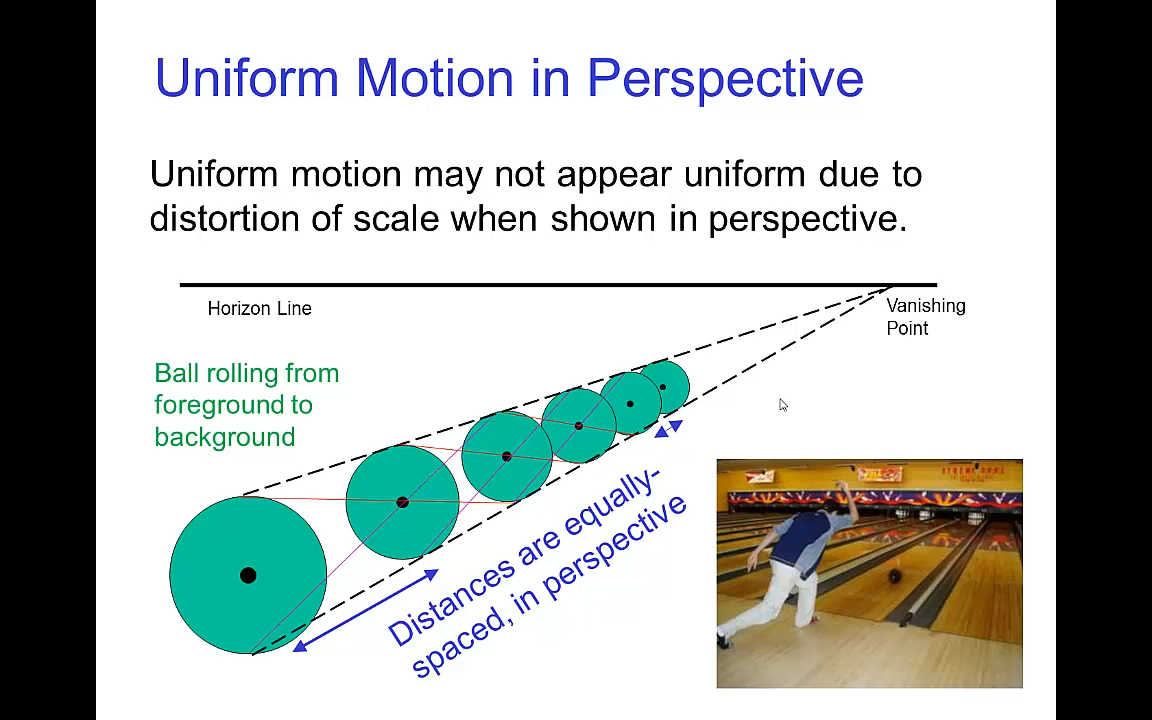 Uniform Motion in Perspective
Uniform motion may not appear uniform due to
distortion of scale when shown in perspective.
Horizon Line
Vanishing
Point
Ball rolling from
foreground to
background
Distances are equally-
spaced, in perspective